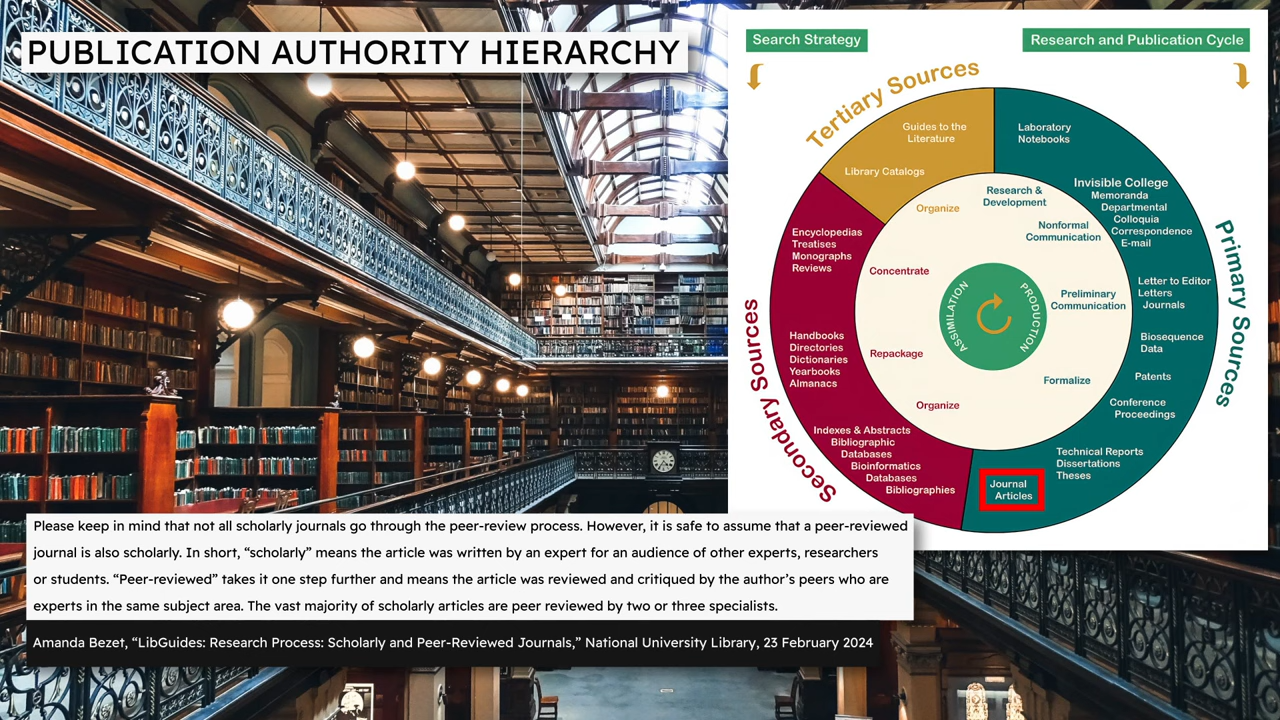 PUBLICATION AUTHORITY HIERARCHY
Search Strategy
Research and Publication Cycle
Tertiary Sources
Guides to the
Literature
Library Catalogs
Organize
Laboratory
Notebooks
Research &
Development
Invisible College
Memoranda
Departmental
Colloquia
Correspondence
E-mail
Nonformal
Communication
Primary Sources
Letter to Editor
Letters
Journals
Preliminary
Communication
Biosequence
Data
Patents
Conference
Proceedings
Formalize
Technical Reports
Dissertations
Theses
Journal
Articles
ASSIMILATION
PRODUCTION
Encyclopedias
Treatises
Monographs
Reviews
Concentrate
Secondary Sources
Handbooks
Directories
Dictionaries
Yearbooks
Almanacs
Repackage
Organize
Indexes & Abstracts
Bibliographic
Databases
Bioinformatics
Databases
Bibliographies
Please keep in mind that not all scholarly journals go through the peer-review process. However, it is safe to assume that a peer-reviewed
journal is also scholarly. In short, “scholarly” means the article was written by an expert for an audience of other experts, researchers
or students. “Peer-reviewed” takes it one step further and means the article was reviewed and critiqued by the author’s peers who are
experts in the same subject area. The vast majority of scholarly articles are peer reviewed by two or three specialists.
Amanda Bezet, “LibGuides: Research Process: Scholarly and Peer-Reviewed Journals,” National University Library, 23 February 2024